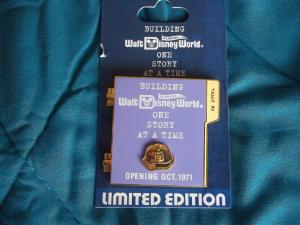 BUILDING
Walt Disney World®
ONE
STORY
AT A TIME
BUILDING
Walt Disney World
ONE
STORY
AT A TIME
OPENING OCT. 1971
LIMITED EDITION